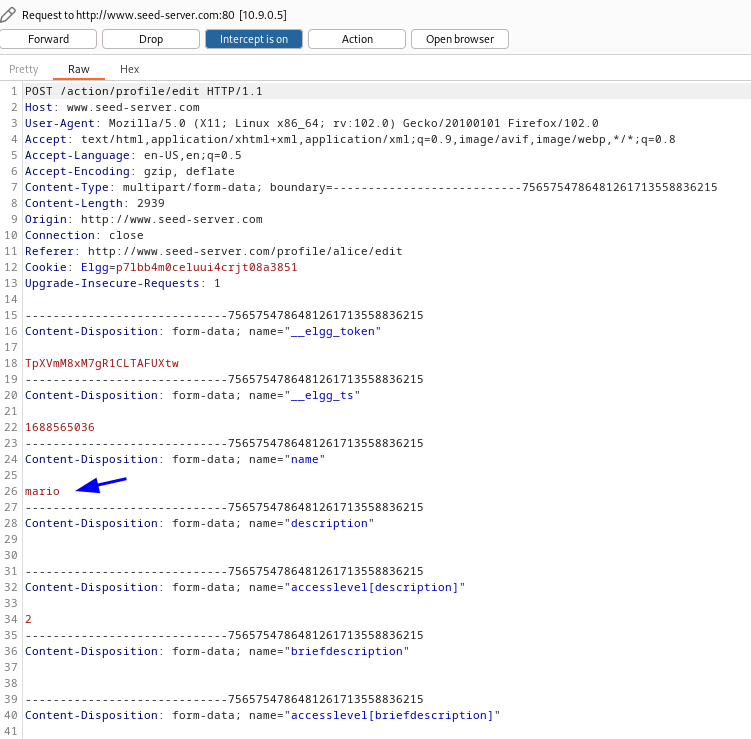 Request to http://www.seed-server.com:80 [10.9.0.5]
Forward Drop Intercept is on Action Open browser
Pretty Raw Hex
1 POST /action/profile/edit HTTP/1.1
2 Host: www.seed-server.com
3 User-Agent: Mozilla/5.0 (X11; Linux x86_64; rv:102.0) Gecko/20100101 Firefox/102.0
4 Accept: text/html,application/xhtml+xml,application/xml;q=0.9,image/avif,image/webp,*/*;q=0.8
5 Accept-Language: en-US,en;q=0.5
6 Accept-Encoding: gzip, deflate
7 Content-Type: multipart/form-data; boundary=---------------------------7565754786481261713558836215
8 Content-Length: 2939
9 Origin: http://www.seed-server.com
10 Connection: close
11 Referer: http://www.seed-server.com/profile/alice/edit
12 Cookie: Elgg=p7lbb4m0celuui4crjt08a3851
13 Upgrade-Insecure-Requests: 1
14
15 -----------------------------7565754786481261713558836215
16 Content-Disposition: form-data; name="__elgg_token"
17
18 TpXVmM8xM7gR1CLTAFUXtw
19 -----------------------------7565754786481261713558836215
20 Content-Disposition: form-data; name="__elgg_ts"
21
22 1688565036
23 -----------------------------7565754786481261713558836215
24 Content-Disposition: form-data; name="name"
25
26 mario
27 -----------------------------7565754786481261713558836215
28 Content-Disposition: form-data; name="description"
29
30
31 -----------------------------7565754786481261713558836215
32 Content-Disposition: form-data; name="accesslevel[description]"
33
34 2
35 -----------------------------7565754786481261713558836215
36 Content-Disposition: form-data; name="briefdescription"
37
38
39 -----------------------------7565754786481261713558836215
40 Content-Disposition: form-data; name="accesslevel[briefdescription]"
41